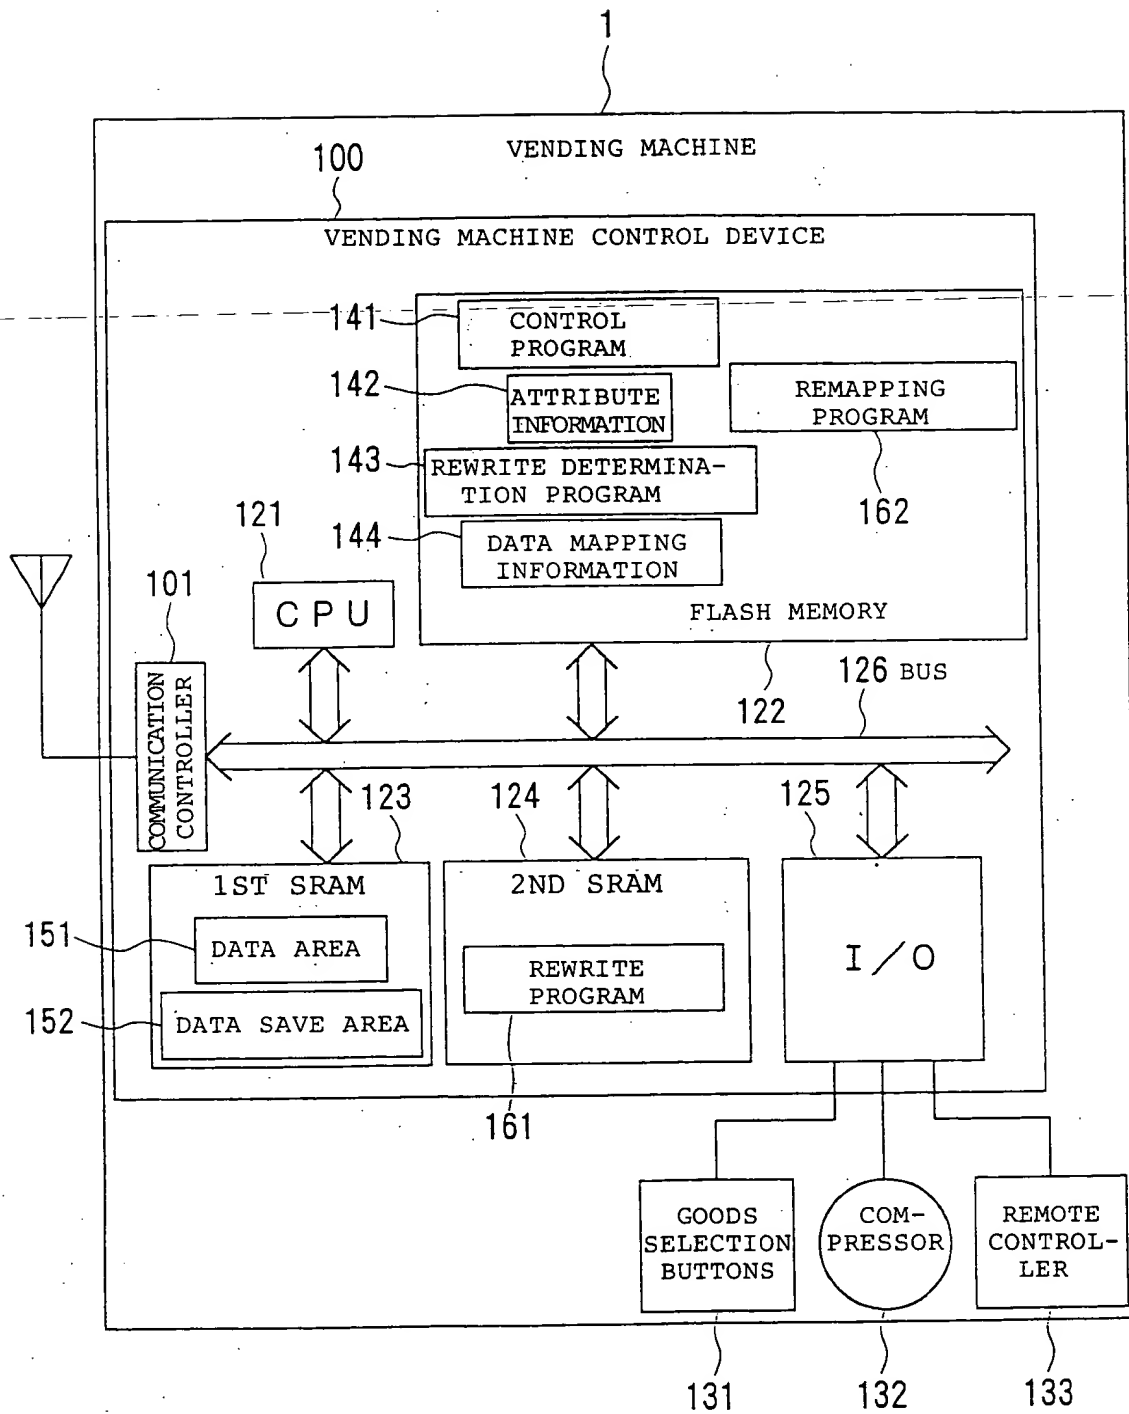 1
VENDING MACHINE
100
VENDING MACHINE CONTROL DEVICE
141
CONTROL
PROGRAM
142
ATTRIBUTE
INFORMATION
REMAPPING
PROGRAM
162
143
REWRITE DETERMINA-
TION PROGRAM
144
DATA MAPPING
INFORMATION
FLASH MEMORY
122
121
CPU
101
COMMUNICATION
CONTROLLER
126 BUS
123
1ST SRAM
151
DATA AREA
152
DATA SAVE AREA
124
2ND SRAM
REWRITE
PROGRAM
161
125
I/O
GOODS
SELECTION
BUTTONS
131
COM-
PRESSOR
132
REMOTE
CONTROL-
LER
133